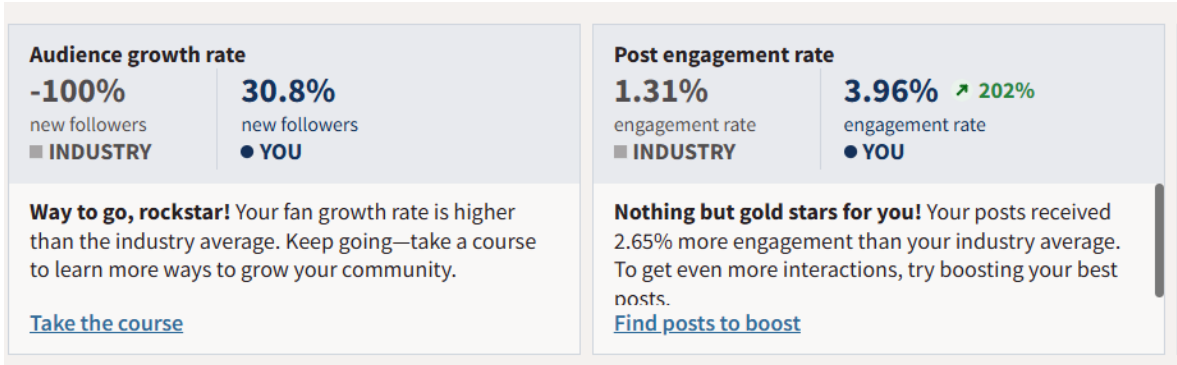 Audience growth rate
-100%
new followers
INDUSTRY
30.8%
new followers
YOU
Way to go, rockstar! Your fan growth rate is higher
than the industry average. Keep going—take a course
to learn more ways to grow your community.
Take the course
Post engagement rate
1.31%
engagement rate
INDUSTRY
3.96% 202%
engagement rate
YOU
Nothing but gold stars for you! Your posts received
2.65% more engagement than your industry average.
To get even more interactions, try boosting your best
posts.
Find posts to boost